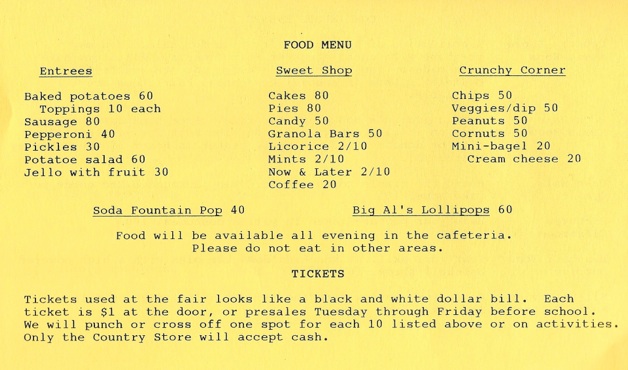 FOOD MENU
Entrees
Baked potatoes 60
Toppings 10 each
Sausage 80
Pepperoni 40
Pickles 30
Potatoe salad 60
Jello with fruit 30
Sweet Shop
Cakes 80
Pies 80
Candy 50
Granola Bars 50
Licorice 2/10
Mints 2/10
Now & Later 2/10
Coffee 20
Crunchy Corner
Chips 50
Veggies/dip 50
Peanuts 50
Cornuts 50
Mini-bagel 20
Cream cheese 20
Soda Fountain Pop 40
Big Al's Lollipops 60
Food will be available all evening in the cafeteria.
Please do not eat in other areas.
TICKETS
Tickets used at the fair looks like a black and white dollar bill. Each
ticket is $1 at the door, or presales Tuesday through Friday before school.
We will punch or cross off one spot for each 10 listed above or on activities.
Only the Country Store will accept cash.